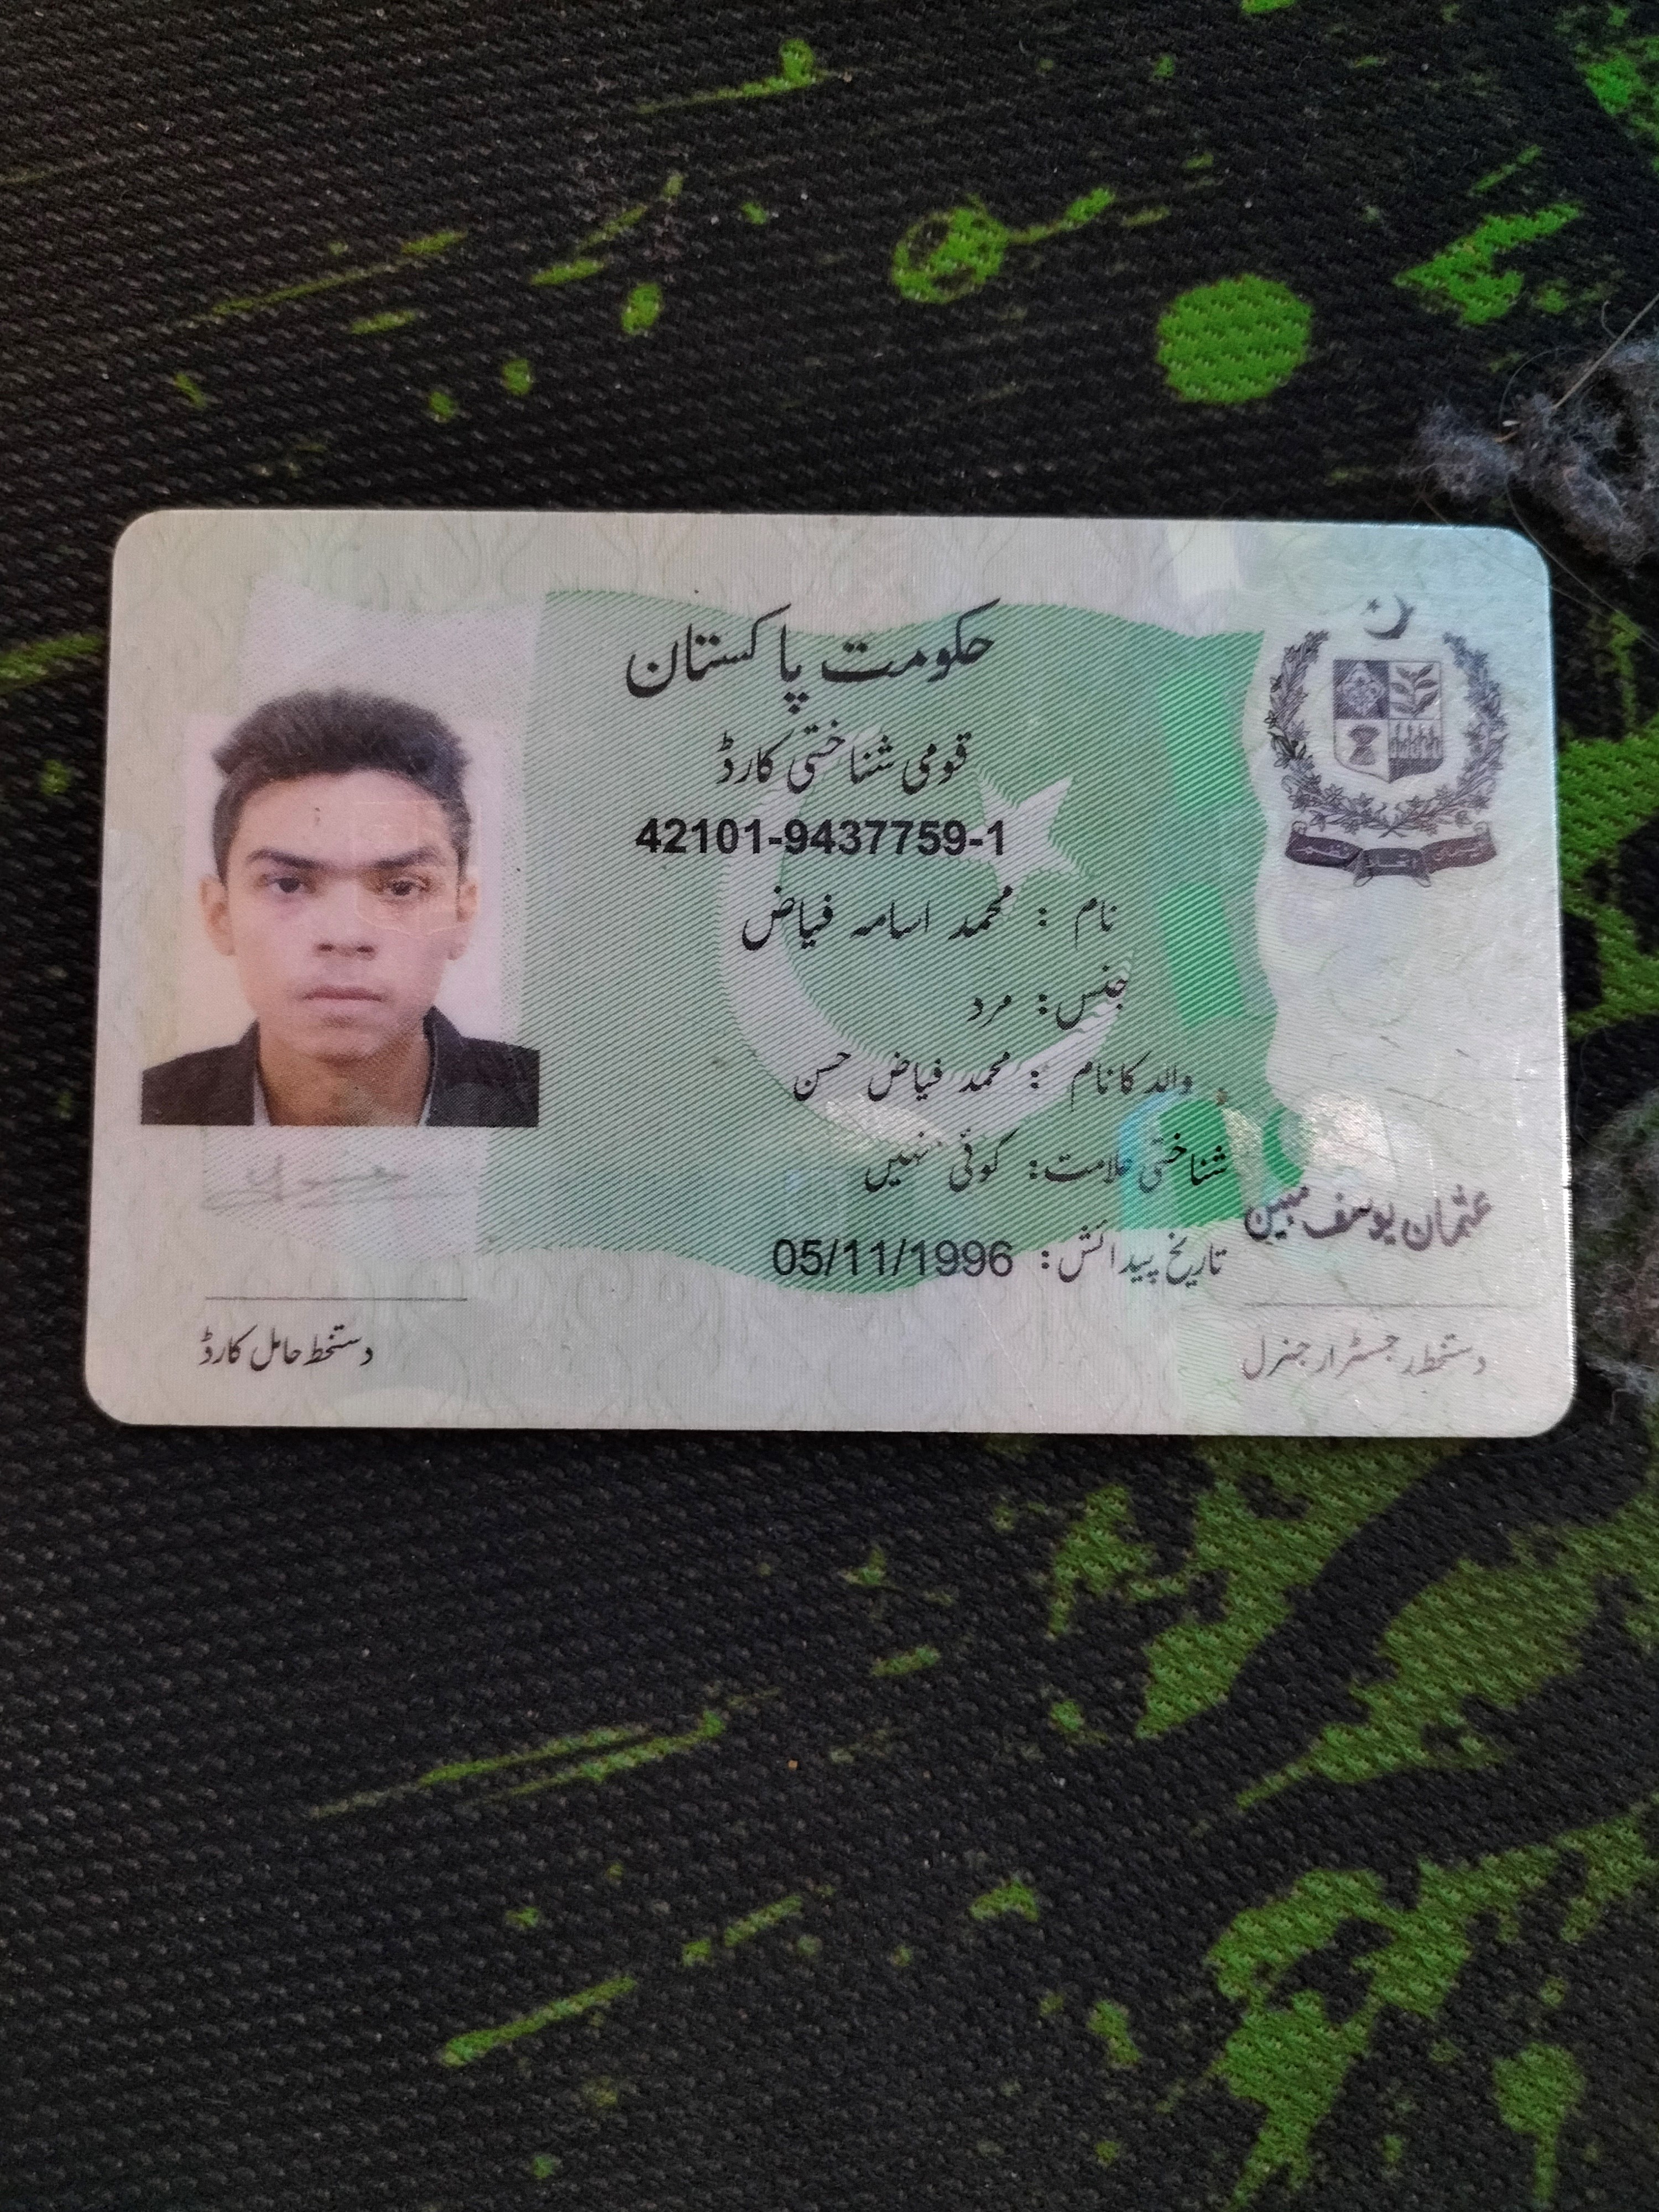 حکومت پاکستان
قومی شناختی کارڈ
42101-9437759-1
نام : محمد اسامہ فیاض
جنس: مرد
والد کا نام : محمد فیاض حسن
شناختی علامت: کوئی نہیں
تاریخ پیدائش: 05/11/1996
عثمان یوسف مبین
دستخط رجسٹرار جنرل
دستخط حامل کارڈ